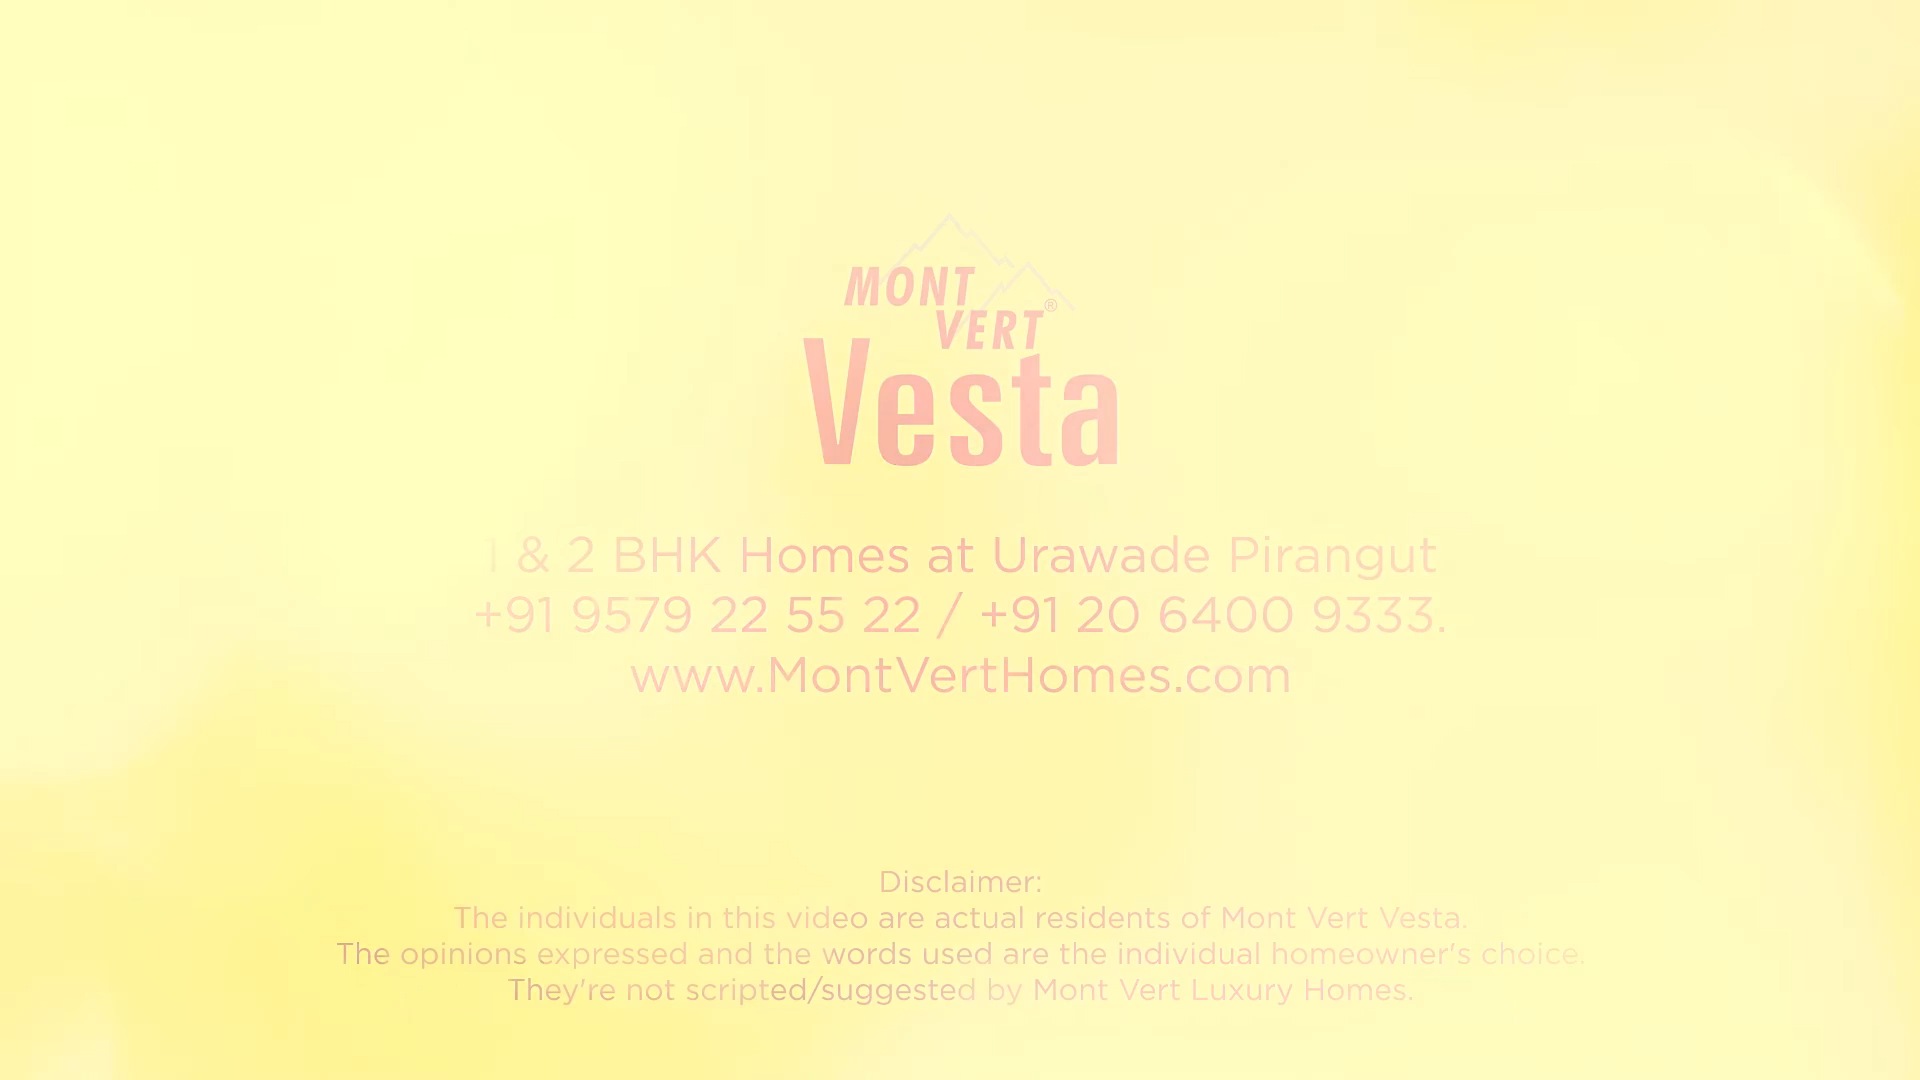 MONT
VERT®
Vesta
1 & 2 BHK Homes at Urawade Pirangut
+91 9579 22 55 22 / +91 20 6400 9333.
www.MontVertHomes.com
Disclaimer:
The individuals in this video are actual residents of Mont Vert Vesta.
The opinions expressed and the words used are the individual homeowner's choice.
They're not scripted/suggested by Mont Vert Luxury Homes.